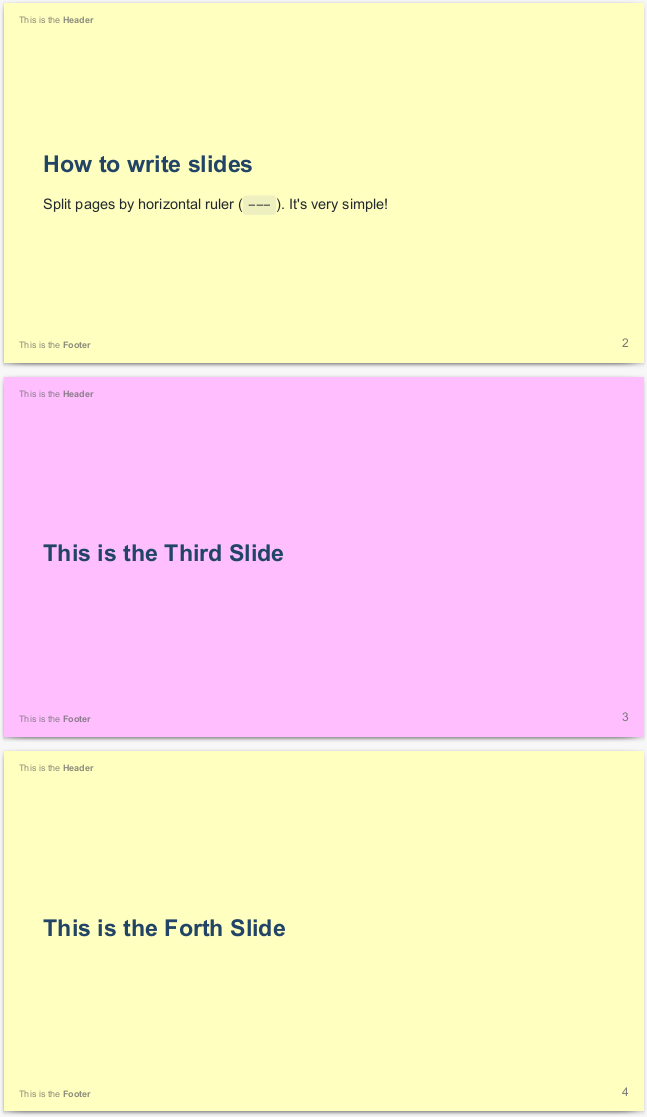 This is the Header
How to write slides
Split pages by horizontal ruler ( --- ). It's very simple!
This is the Footer
2
This is the Header
This is the Third Slide
This is the Footer
3
This is the Header
This is the Forth Slide
This is the Footer
4